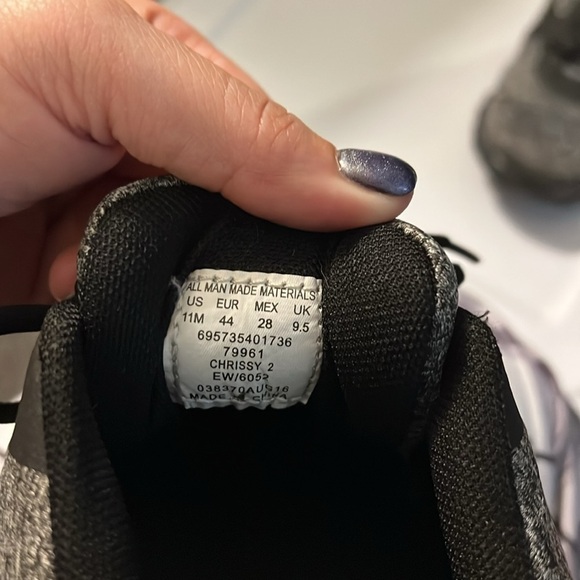 ALL MAN MADE MATERIALS
US EUR MEX UK
11M 44 28 9.5
695735401736
79961
CHRISSY 2
EW/6052
038370AUG16
MADE IN CHINA